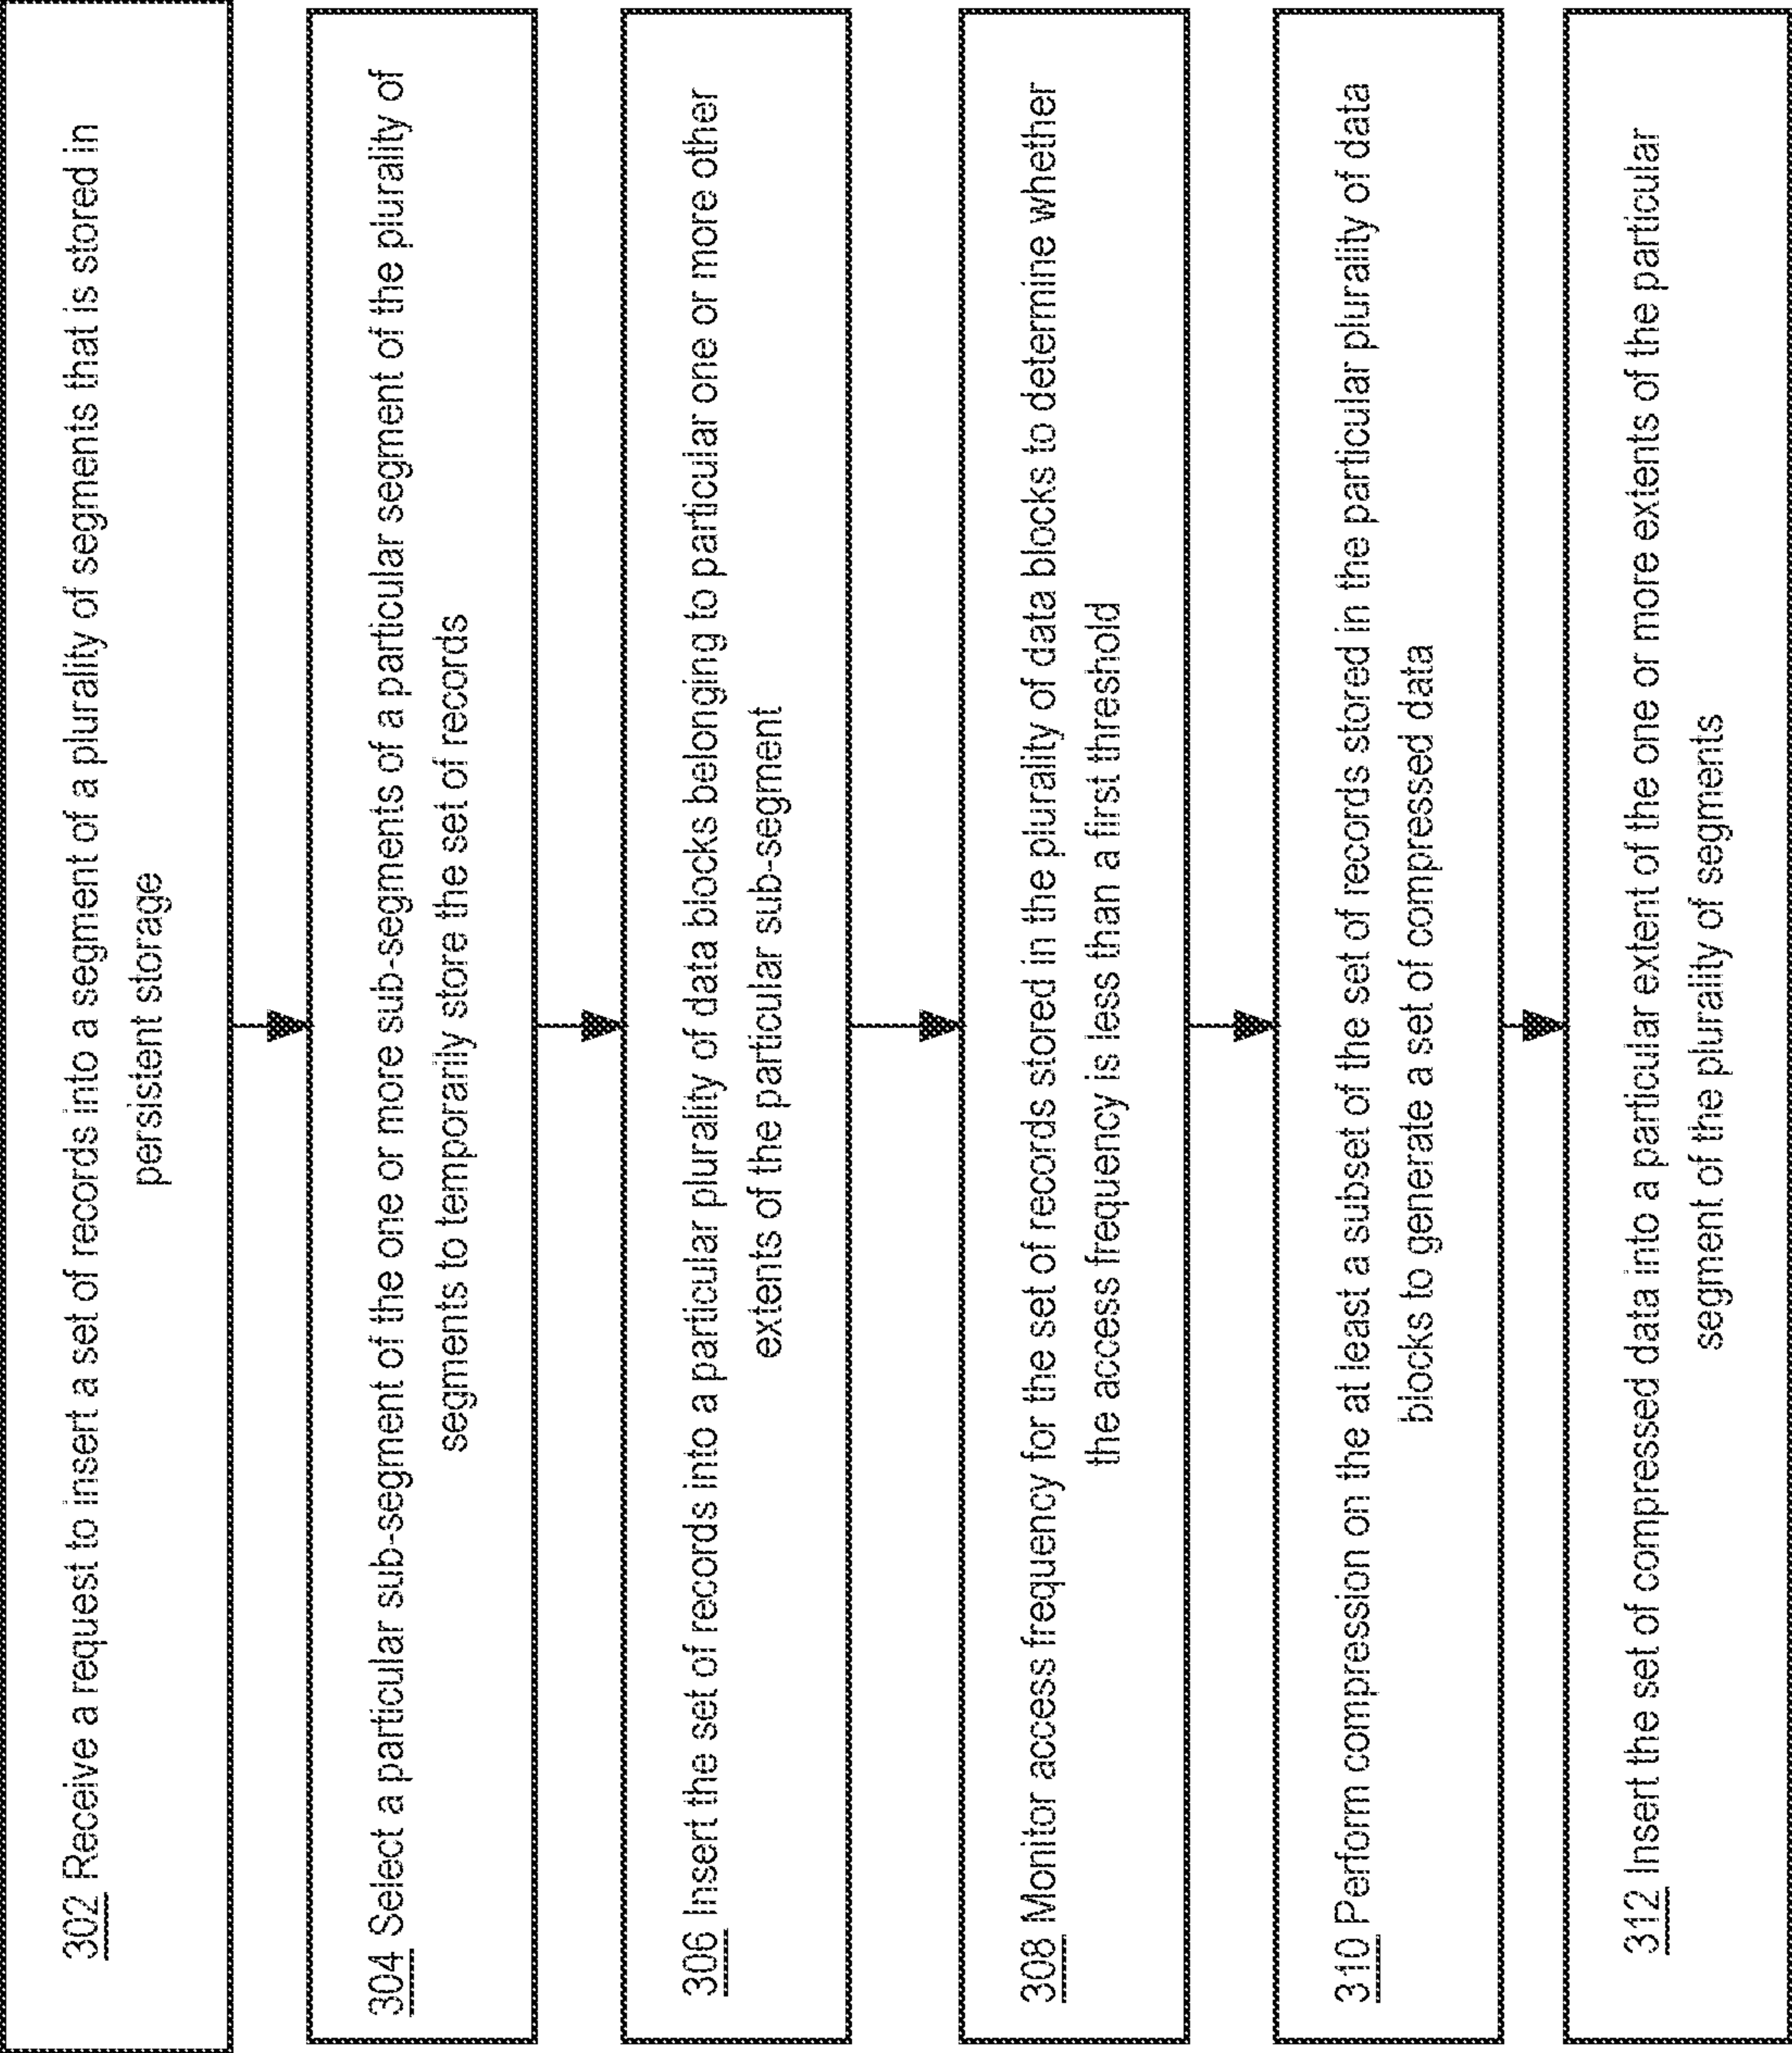 302 Receive a request to insert a set of records into a segment of a plurality of segments that is stored in
persistent storage
304 Select a particular sub-segment of the one or more sub-segments of a particular segment of the plurality of
segments to temporarily store the set of records
306 Insert the set of records into a particular plurality of data blocks belonging to particular one or more other
extents of the particular sub-segment
308 Monitor access frequency for the set of records stored in the plurality of data blocks to determine whether
the access frequency is less than a first threshold
310 Perform compression on the at least a subset of the set of records stored in the particular plurality of data
blocks to generate a set of compressed data
312 Insert the set of compressed data into a particular extent of the one or more extents of the particular
segment of the plurality of segments